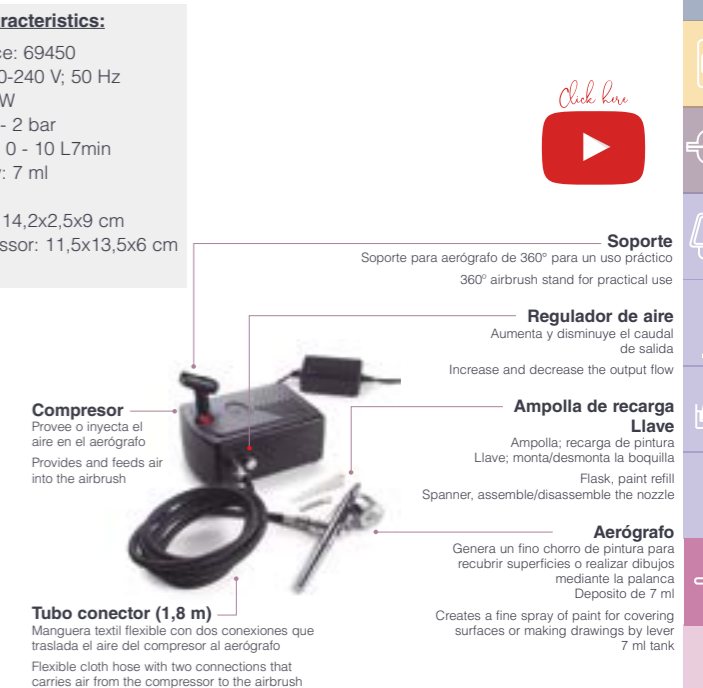 racteristics:
ce: 69450
0-240 V; 50 Hz
W
- 2 bar
0 - 10 L7min
: 7 ml
14,2x2,5x9 cm
ssor: 11,5x13,5x6 cm
Click here
Soporte
Soporte para aerógrafo de 360º para un uso práctico
360º airbrush stand for practical use
Regulador de aire
Aumenta y disminuye el caudal
de salida
Increase and decrease the output flow
Compresor
Provee o inyecta el
aire en el aerógrafo
Provides and feeds air
into the airbrush
Ampolla de recarga
Llave
Ampolla; recarga de pintura
Llave; monta/desmonta la boquilla
Flask, paint refill
Spanner, assemble/disassemble the nozzle
Aerógrafo
Genera un fino chorro de pintura para
recubrir superficies o realizar dibujos
mediante la palanca
Deposito de 7 ml
Creates a fine spray of paint for covering
surfaces or making drawings by lever
7 ml tank
Tubo conector (1,8 m)
Manguera textil flexible con dos conexiones que
traslada el aire del compresor al aerógrafo
Flexible cloth hose with two connections that
carries air from the compressor to the airbrush